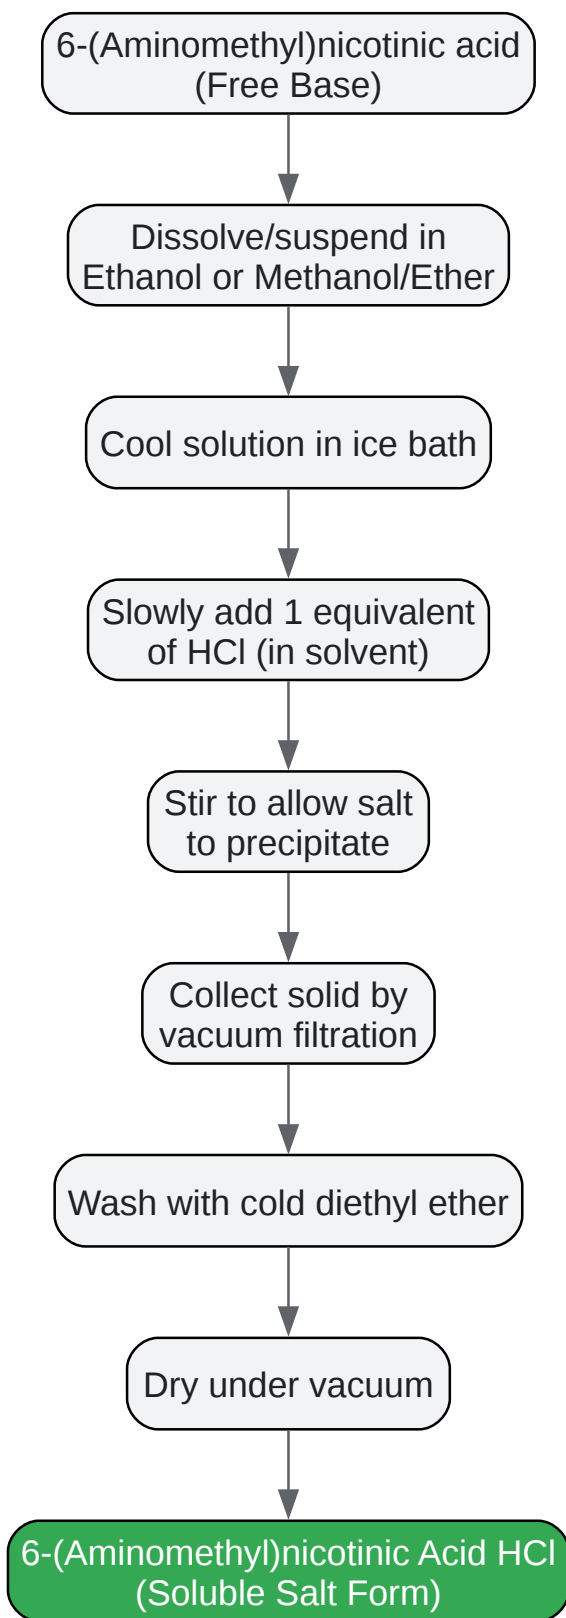 6-(Aminomethyl)nicotinic acid
(Free Base)
Dissolve/suspend in
Ethanol or Methanol/Ether
Cool solution in ice bath
Slowly add 1 equivalent
of HCl (in solvent)
Stir to allow salt
to precipitate
Collect solid by
vacuum filtration
Wash with cold diethyl ether
Dry under vacuum
6-(Aminomethyl)nicotinic Acid HCl
(Soluble Salt Form)